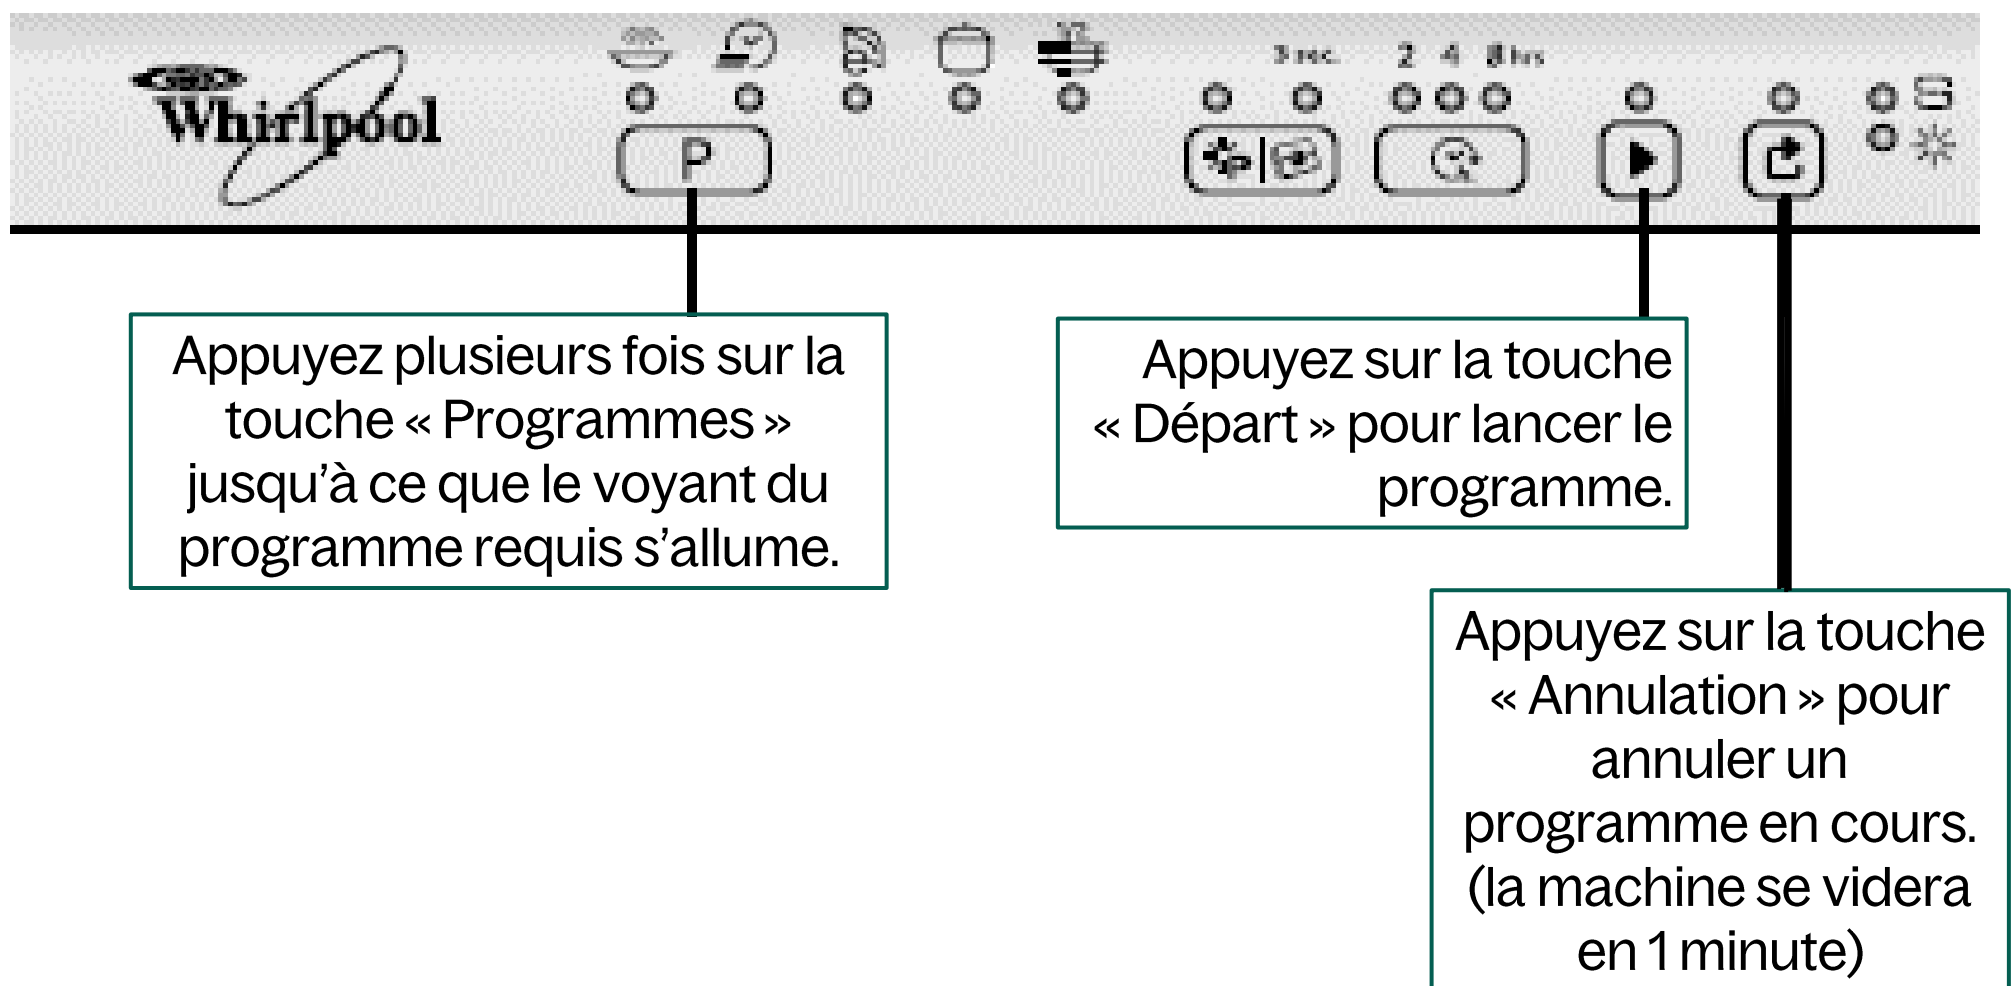 Whirlpool
3 sec. 2 4 8 hrs
P
S
Appuyez plusieurs fois sur la
touche « Programmes »
jusqu’à ce que le voyant du
programme requis s’allume.
Appuyez sur la touche
« Départ » pour lancer le
programme.
Appuyez sur la touche
« Annulation » pour
annuler un
programme en cours.
(la machine se videra
en 1 minute)